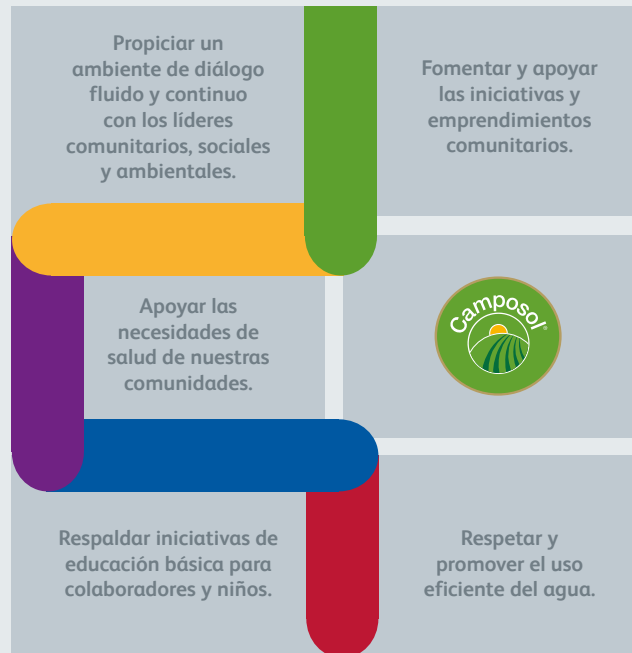 Propiciar un
ambiente de diálogo
fluido y continuo
con los líderes
comunitarios, sociales
y ambientales.
Fomentar y apoyar
las iniciativas y
emprendimientos
comunitarios.
Apoyar las
necesidades de
salud de nuestras
comunidades.
Camposol®
Respaldar iniciativas de
educación básica para
colaboradores y niños.
Respetar y
promover el uso
eficiente del agua.